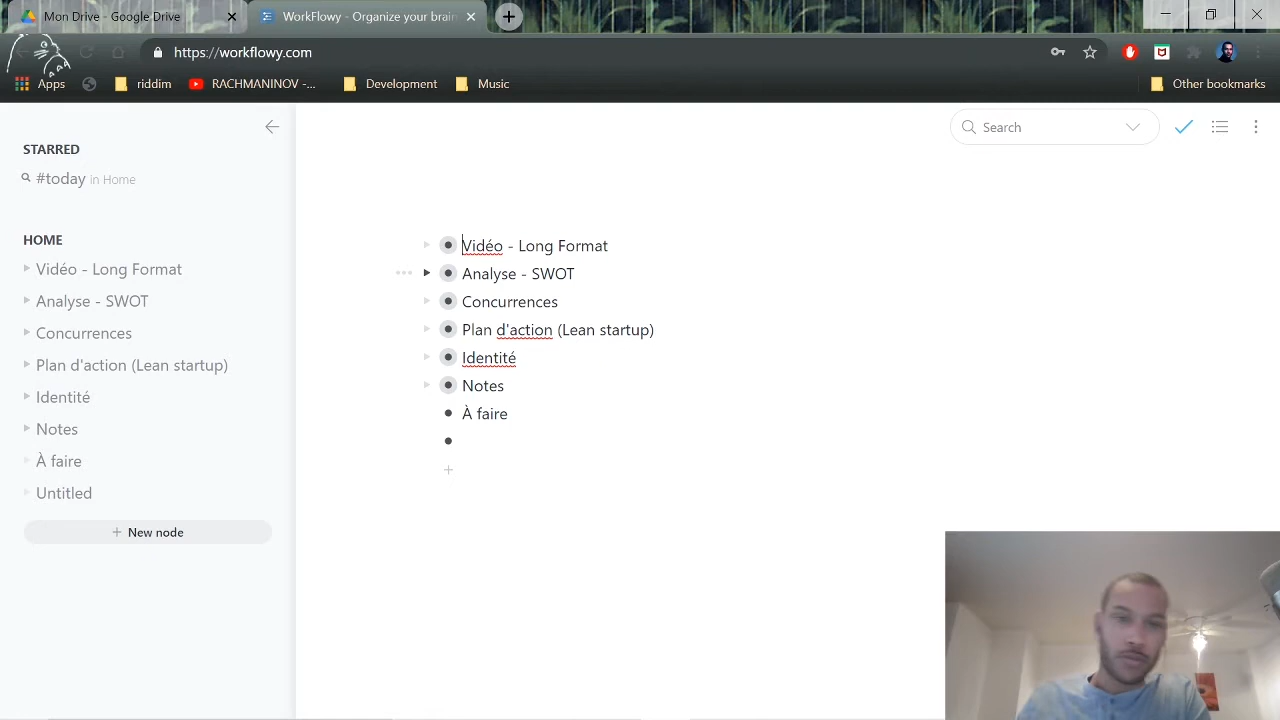 Mon Drive - Google Drive
WorkFlowy - Organize your brain
https://workflowy.com
Apps
riddim
RACHMANINOV -...
Development
Music
Other bookmarks
STARRED
#today in Home
HOME
Vidéo - Long Format
Analyse - SWOT
Concurrences
Plan d'action (Lean startup)
Identité
Notes
À faire
Untitled
+ New node
Search
Vidéo - Long Format
Analyse - SWOT
Concurrences
Plan d'action (Lean startup)
Identité
Notes
À faire